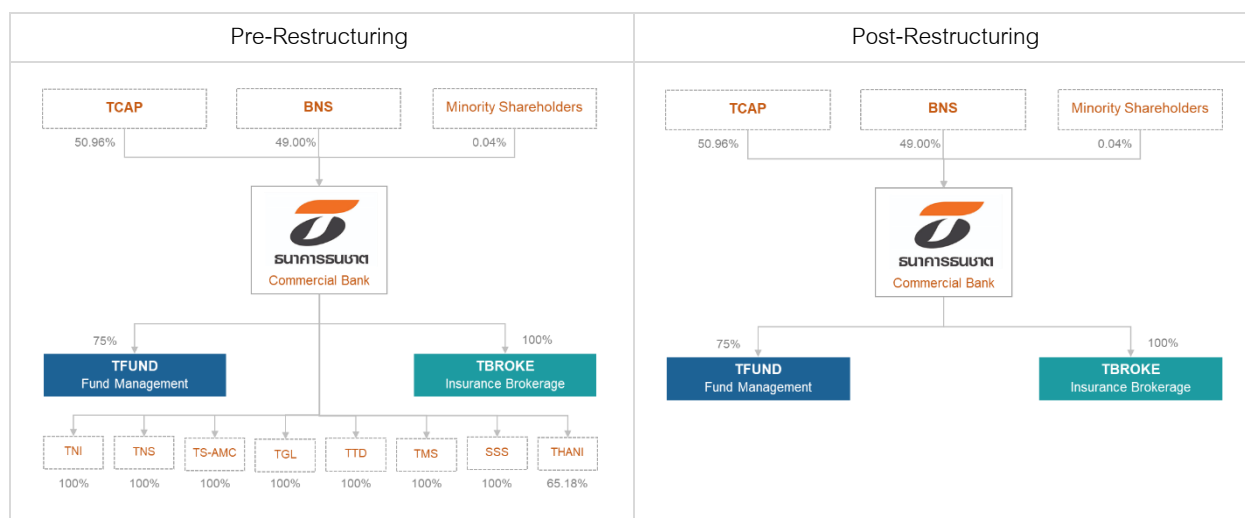 Pre-Restructuring
Post-Restructuring
TCAP
BNS
Minority Shareholders
50.96%
49.00%
0.04%
ธนาคารธนชาต
Commercial Bank
75%
100%
TFUND
Fund Management
TBROKE
Insurance Brokerage
TNI
TNS
TS-AMC
TGL
TTD
TMS
SSS
THANI
100%
100%
100%
100%
100%
100%
100%
65.18%
TCAP
BNS
Minority Shareholders
50.96%
49.00%
0.04%
ธนาคารธนชาต
Commercial Bank
75%
100%
TFUND
Fund Management
TBROKE
Insurance Brokerage